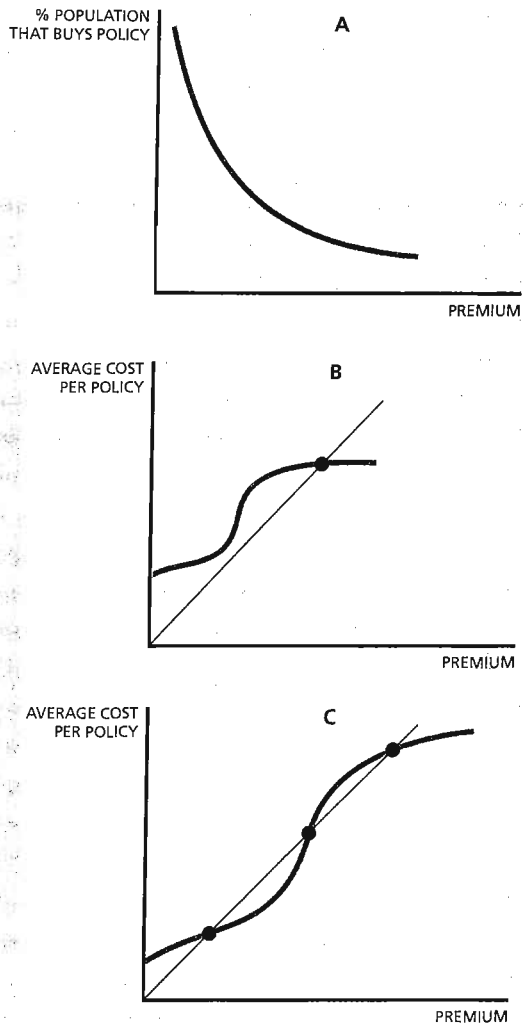 % POPULATION
THAT BUYS POLICY
A
PREMIUM
AVERAGE COST
PER POLICY
B
PREMIUM
AVERAGE COST
PER POLICY
C
PREMIUM